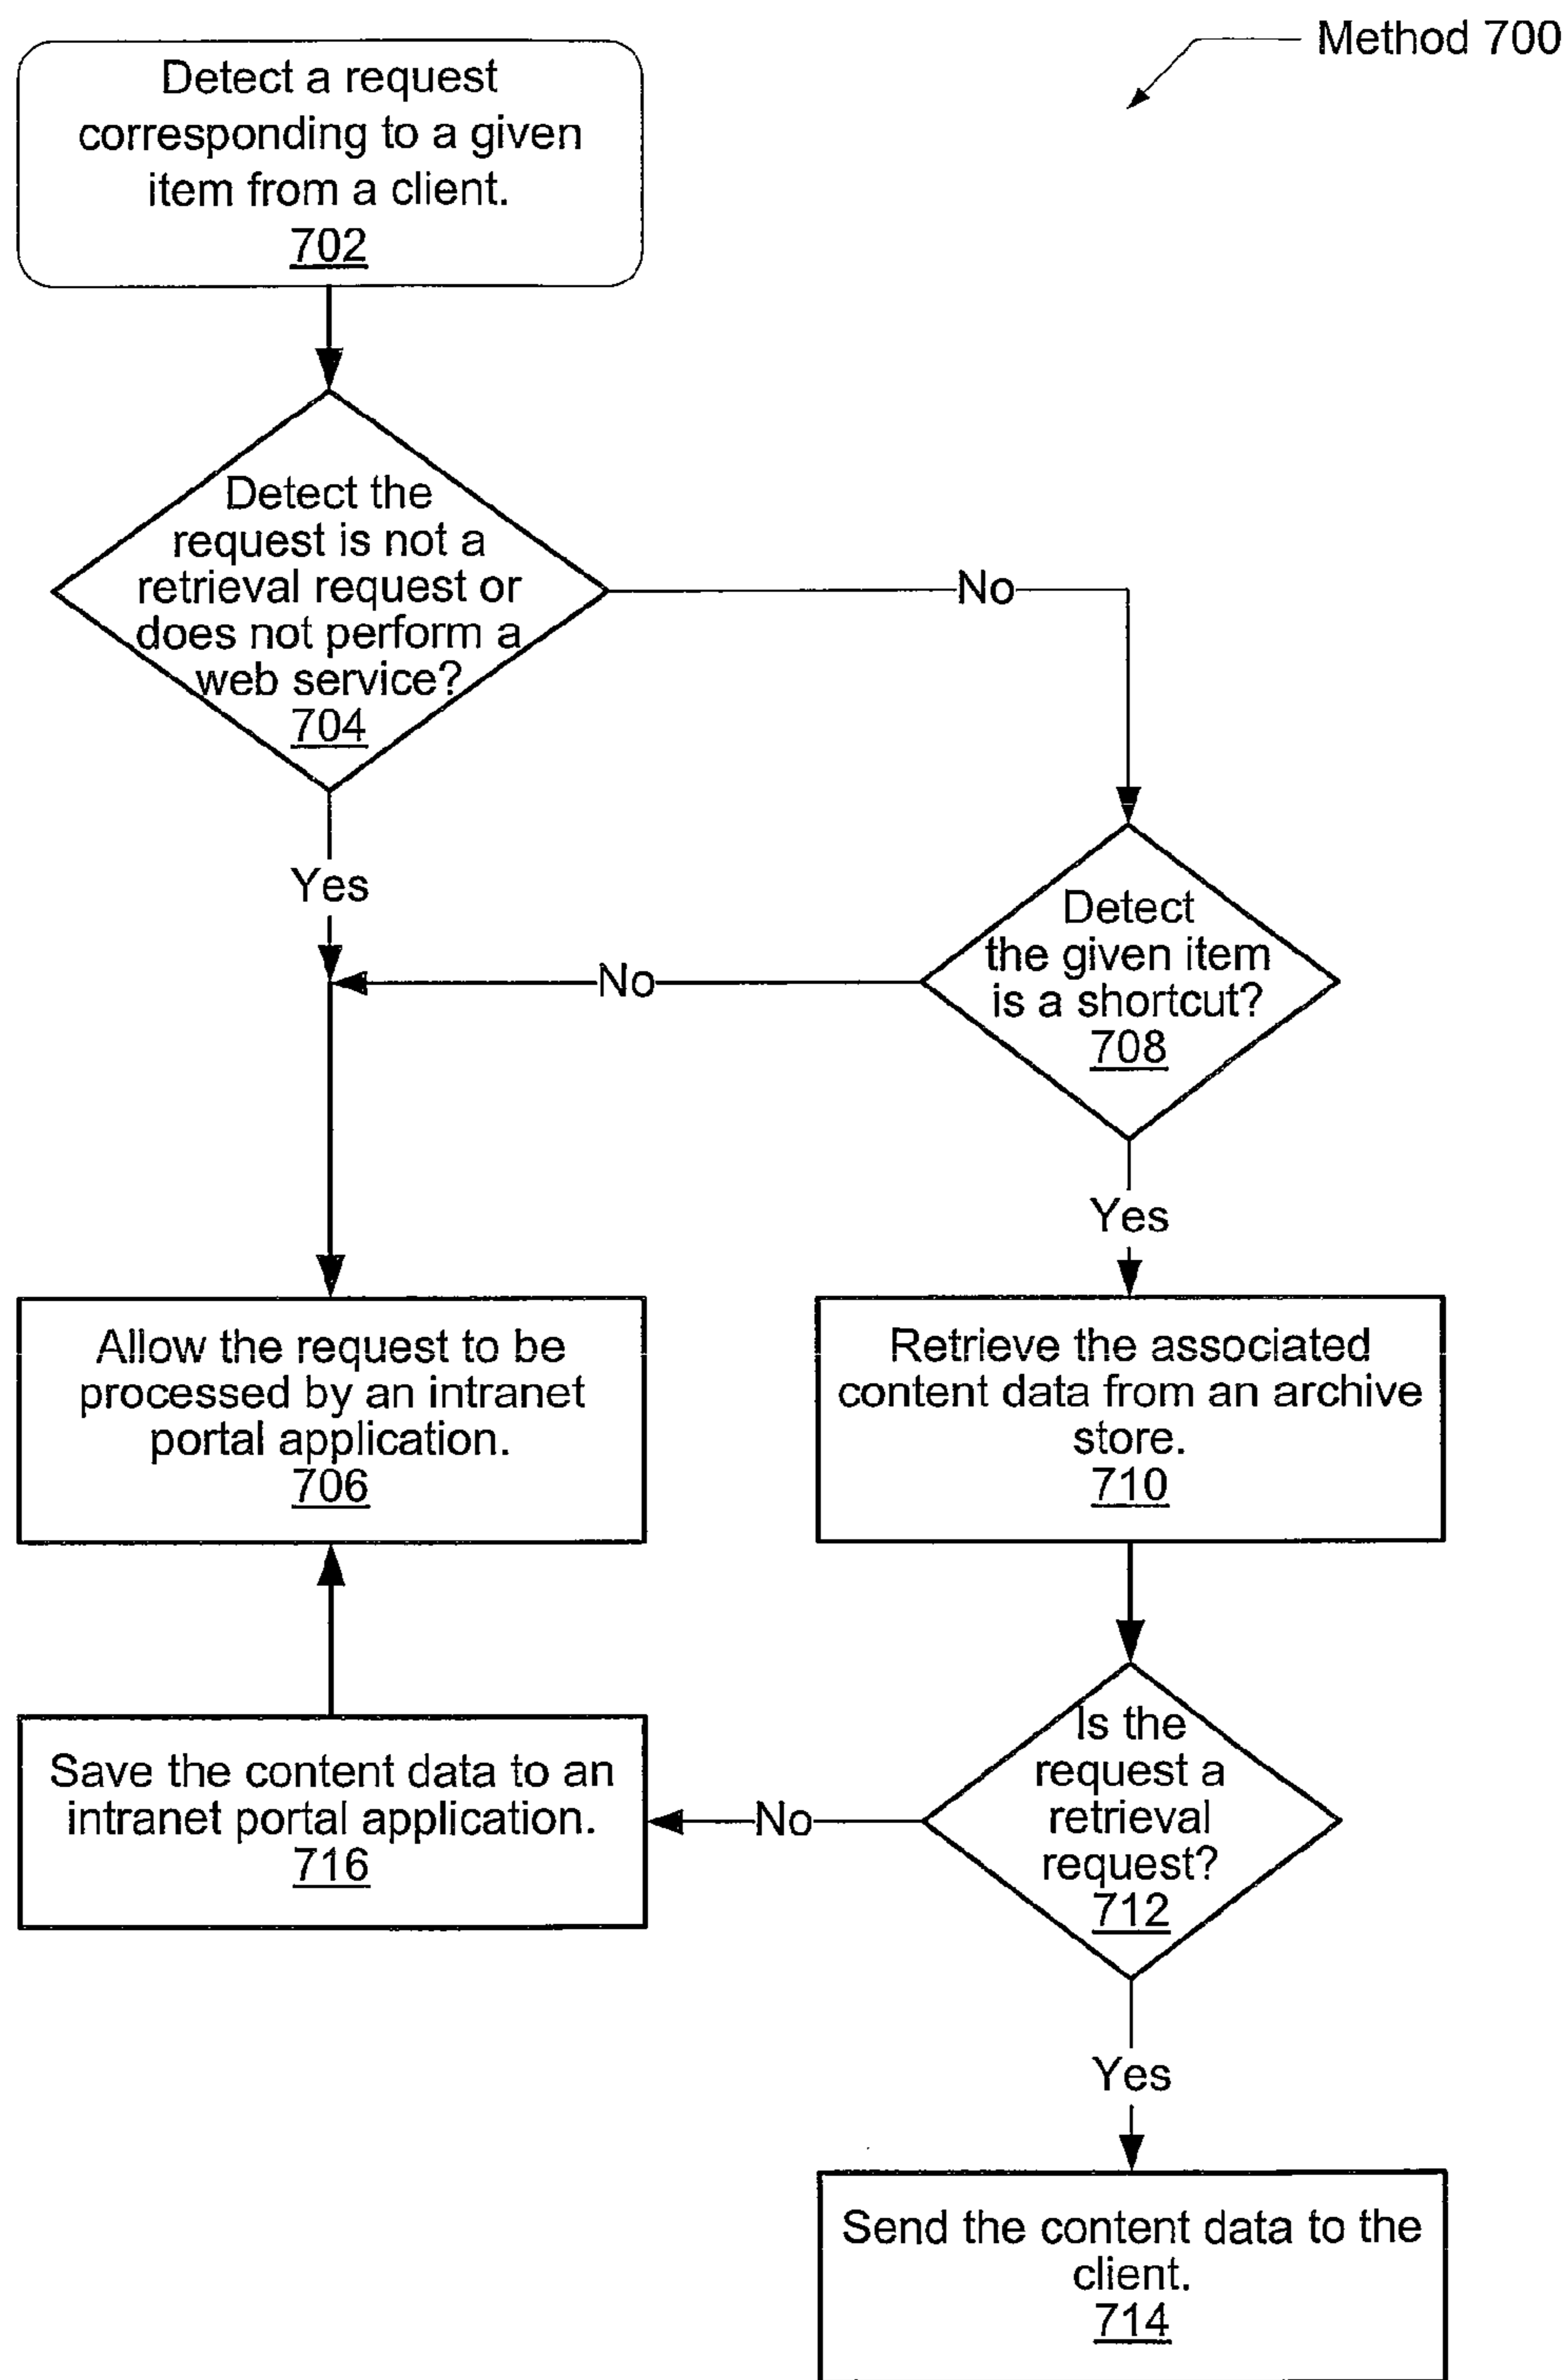 Method 700
Detect a request
corresponding to a given
item from a client.
702
Detect the
request is not a
retrieval request or
does not perform a
web service?
704
No
Yes
Detect
the given item
is a shortcut?
708
No
Yes
Allow the request to be
processed by an intranet
portal application.
706
Retrieve the associated
content data from an archive
store.
710
Is the
request a
retrieval
request?
712
Save the content data to an
intranet portal application.
716
No
Yes
Send the content data to the
client.
714